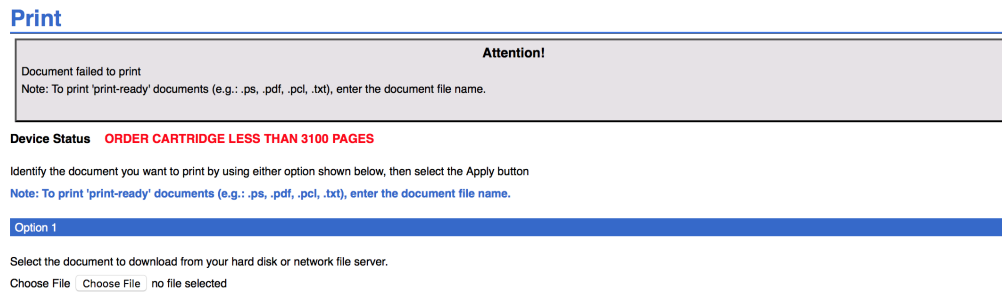 Print
Attention!
Document failed to print
Note: To print 'print-ready' documents (e.g.: .ps, .pdf, .pcl, .txt), enter the document file name.
Device Status ORDER CARTRIDGE LESS THAN 3100 PAGES
Identify the document you want to print by using either option shown below, then select the Apply button
Note: To print 'print-ready' documents (e.g.: .ps, .pdf, .pcl, .txt), enter the document file name.
Option 1
Select the document to download from your hard disk or network file server.
Choose File Choose File no file selected